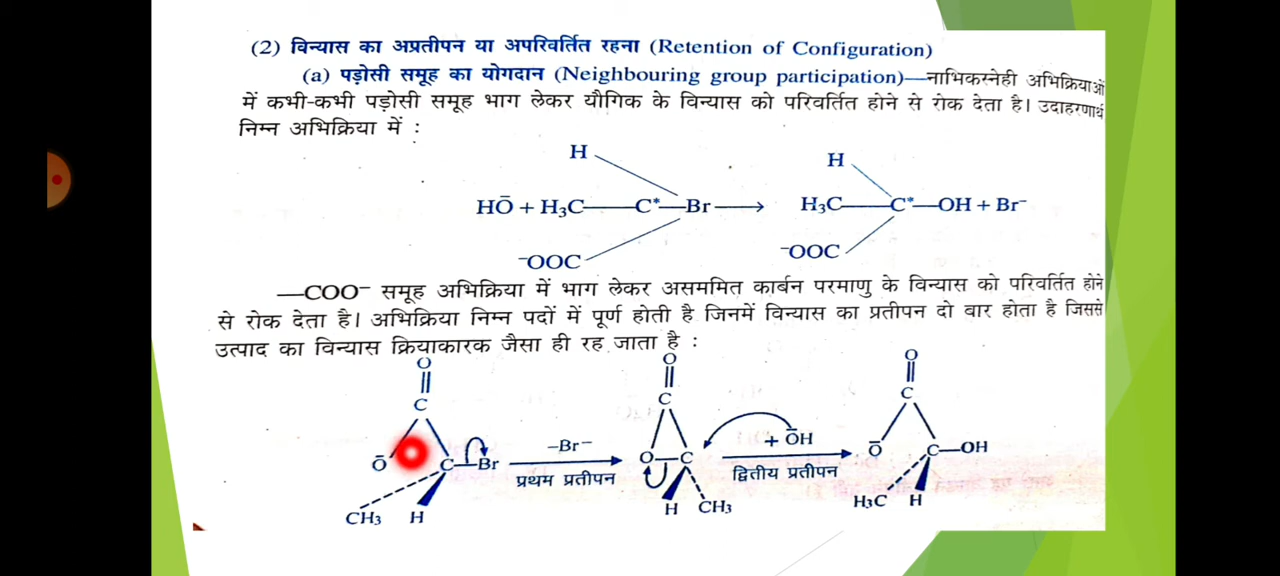 (2) विन्यास का अप्रतीपन या अपरिवर्तित रहना (Retention of Configuration)
(a) पड़ोसी समूह का योगदान (Neighbouring group participation)—नाभिकस्नेही अभिक्रियाओं
में कभी-कभी पड़ोसी समूह भाग लेकर यौगिक के विन्यास को परिवर्तित होने से रोक देता है। उदाहरणार्थ
निम्न अभिक्रिया में :
H H
HŌ + H₃C C* Br H₃C C* OH + Br⁻
⁻OOC ⁻OOC
—COO⁻ समूह अभिक्रिया में भाग लेकर असममित कार्बन परमाणु के विन्यास को परिवर्तित होने
से रोक देता है। अभिक्रिया निम्न पदों में पूर्ण होती है जिनमें विन्यास का प्रतीपन दो बार होता है जिससे
उत्पाद का विन्यास क्रियाकारक जैसा ही रह जाता है :
O O O
C C C
Ō C Br –Br⁻ O C + ŌH Ō C—OH
प्रथम प्रतीपन द्वितीय प्रतीपन
CH₃ H H CH₃ H₃C H